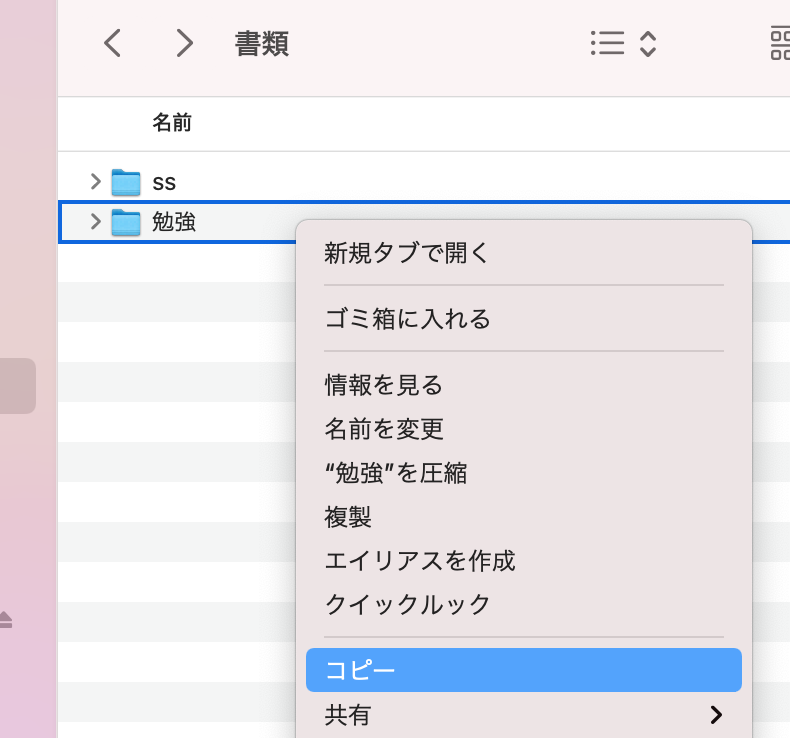 書類
名前
ss
勉強
新規タブで開く
ゴミ箱に入れる
情報を見る
名前を変更
“勉強”を圧縮
複製
エイリアスを作成
クイックルック
コピー
共有